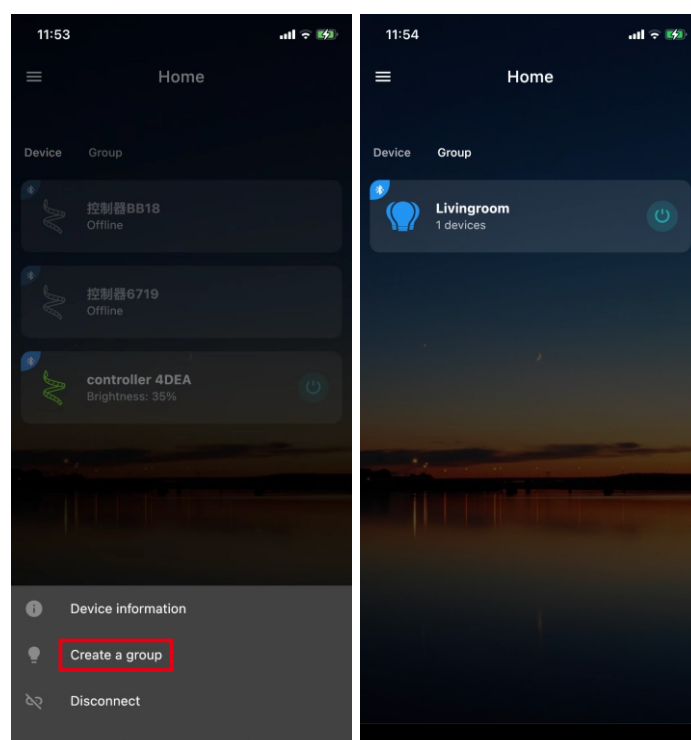 11:53
Home
Device Group
控制器BB18
Offline
控制器6719
Offline
controller 4DEA
Brightness: 35%
Device information
Create a group
Disconnect
11:54
Home
Device Group
Livingroom
1 devices